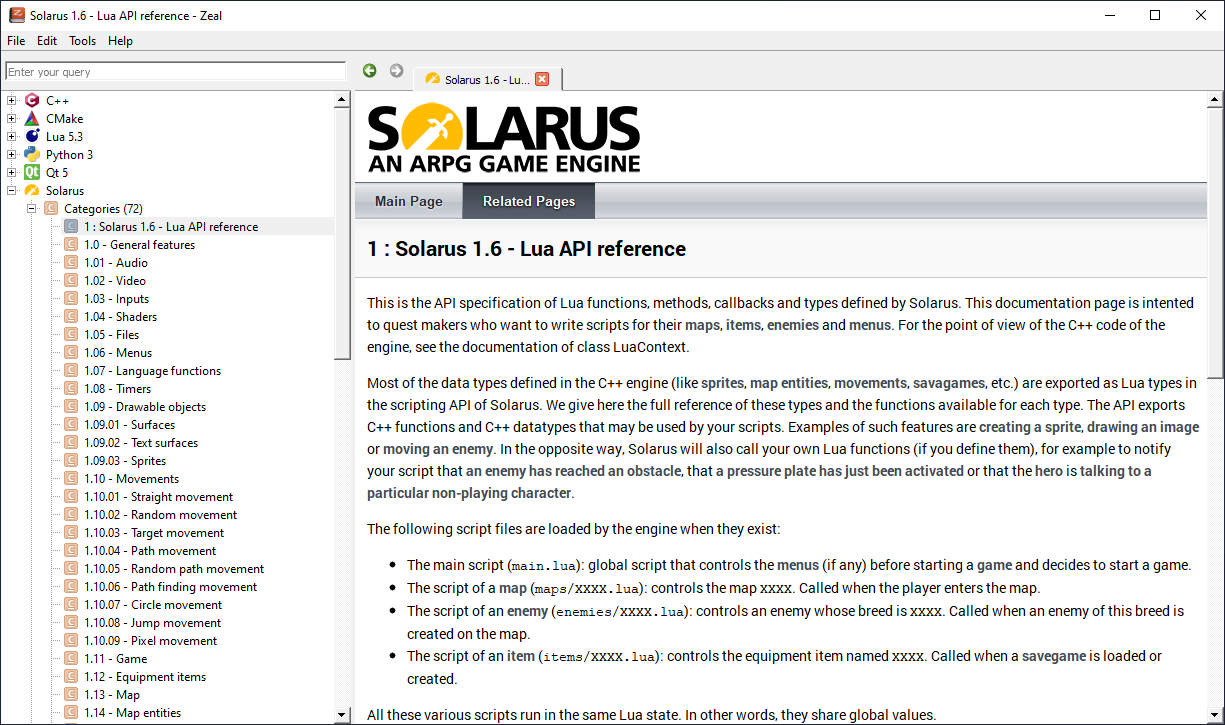 Solarus 1.6 - Lua API reference - Zeal
File Edit Tools Help
Enter your query
Solarus 1.6 - Lu...
C++
CMake
Lua 5.3
Python 3
Qt 5
Solarus
Categories (72)
1 : Solarus 1.6 - Lua API reference
1.0 - General features
1.01 - Audio
1.02 - Video
1.03 - Inputs
1.04 - Shaders
1.05 - Files
1.06 - Menus
1.07 - Language functions
1.08 - Timers
1.09 - Drawable objects
1.09.01 - Surfaces
1.09.02 - Text surfaces
1.09.03 - Sprites
1.10 - Movements
1.10.01 - Straight movement
1.10.02 - Random movement
1.10.03 - Target movement
1.10.04 - Path movement
1.10.05 - Random path movement
1.10.06 - Path finding movement
1.10.07 - Circle movement
1.10.08 - Jump movement
1.10.09 - Pixel movement
1.11 - Game
1.12 - Equipment items
1.13 - Map
1.14 - Map entities
SOLARUS
AN ARPG GAME ENGINE
Main Page Related Pages
1 : Solarus 1.6 - Lua API reference
This is the API specification of Lua functions, methods, callbacks and types defined by Solarus. This documentation page is intented
to quest makers who want to write scripts for their maps, items, enemies and menus. For the point of view of the C++ code of the
engine, see the documentation of class LuaContext.
Most of the data types defined in the C++ engine (like sprites, map entities, movements, savagames, etc.) are exported as Lua types in
the scripting API of Solarus. We give here the full reference of these types and the functions available for each type. The API exports
C++ functions and C++ datatypes that may be used by your scripts. Examples of such features are creating a sprite, drawing an image
or moving an enemy. In the opposite way, Solarus will also call your own Lua functions (if you define them), for example to notify
your script that an enemy has reached an obstacle, that a pressure plate has just been activated or that the hero is talking to a
particular non-playing character.
The following script files are loaded by the engine when they exist:
• The main script (main.lua): global script that controls the menus (if any) before starting a game and decides to start a game.
• The script of a map (maps/XXXX.lua): controls the map XXXX. Called when the player enters the map.
• The script of an enemy (enemies/XXXX.lua): controls an enemy whose breed is XXXX. Called when an enemy of this breed is
created on the map.
• The script of an item (items/XXXX.lua): controls the equipment item named XXXX. Called when a savegame is loaded or
created.
All these various scripts run in the same Lua state. In other words, they share global values.